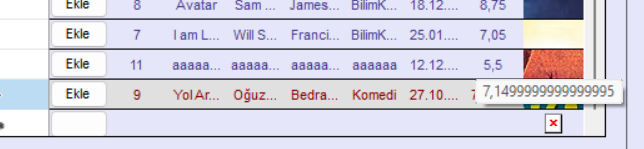 Ekle 8 Avatar Sam ... James... BilimK... 18.12.... 8,75
Ekle 7 I am L... Will S... Franci... BilimK... 25.01.... 7,05
Ekle 11 aaaaa... aaaaa... aaaaa... aaaaaa 12.12.... 5,5
Ekle 9 Yol Ar... Oğuz... Bedra... Komedi 27.10.... 7,1499999999999995